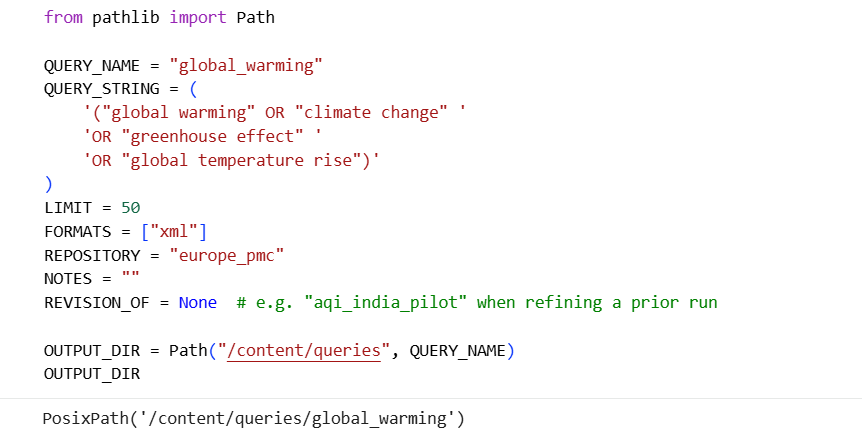 from pathlib import Path
QUERY_NAME = "global_warming"
QUERY_STRING = (
    '("global warming" OR "climate change" '
    'OR "greenhouse effect" '
    'OR "global temperature rise")'
)
LIMIT = 50
FORMATS = ["xml"]
REPOSITORY = "europe_pmc"
NOTES = ""
REVISION_OF = None  # e.g. "aqi_india_pilot" when refining a prior run
OUTPUT_DIR = Path("/content/queries", QUERY_NAME)
OUTPUT_DIR
PosixPath('/content/queries/global_warming')